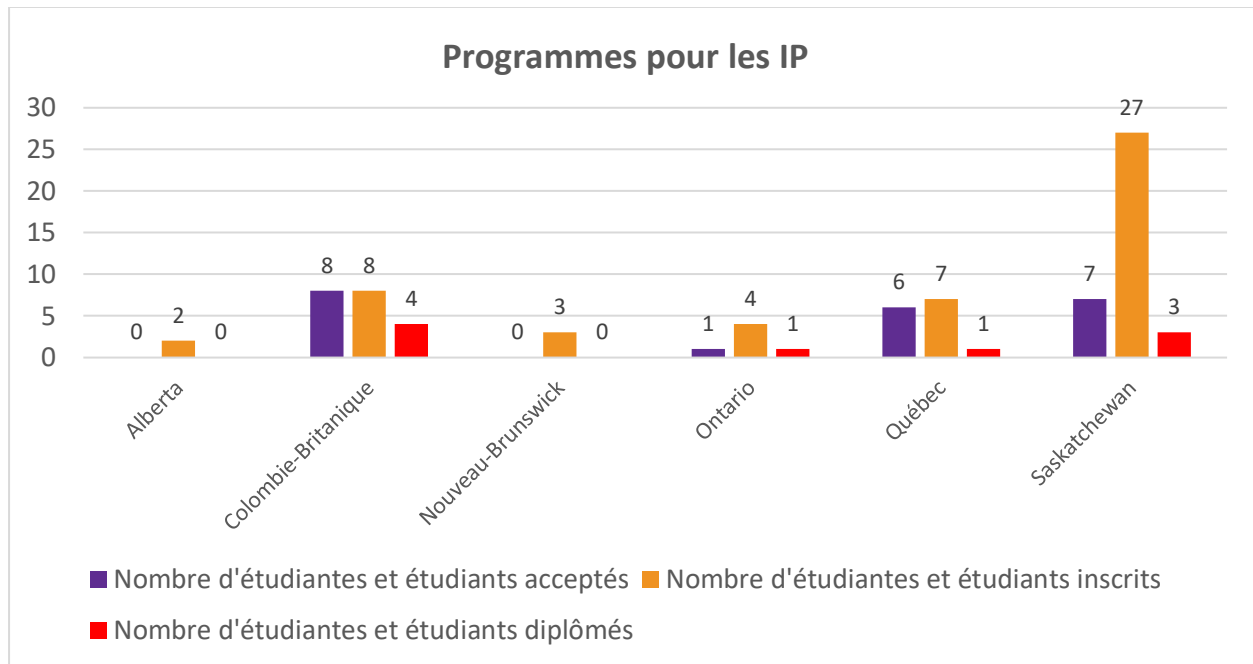 Programmes pour les IP
30
25
20
15
10
5
0
0
2
0
8
8
4
0
3
0
1
4
1
6
7
1
7
27
3
Alberta
Colombie-Britanique
Nouveau-Brunswick
Ontario
Québec
Saskatchewan
Nombre d'étudiantes et étudiants acceptés
Nombre d'étudiantes et étudiants inscrits
Nombre d'étudiantes et étudiants diplômés